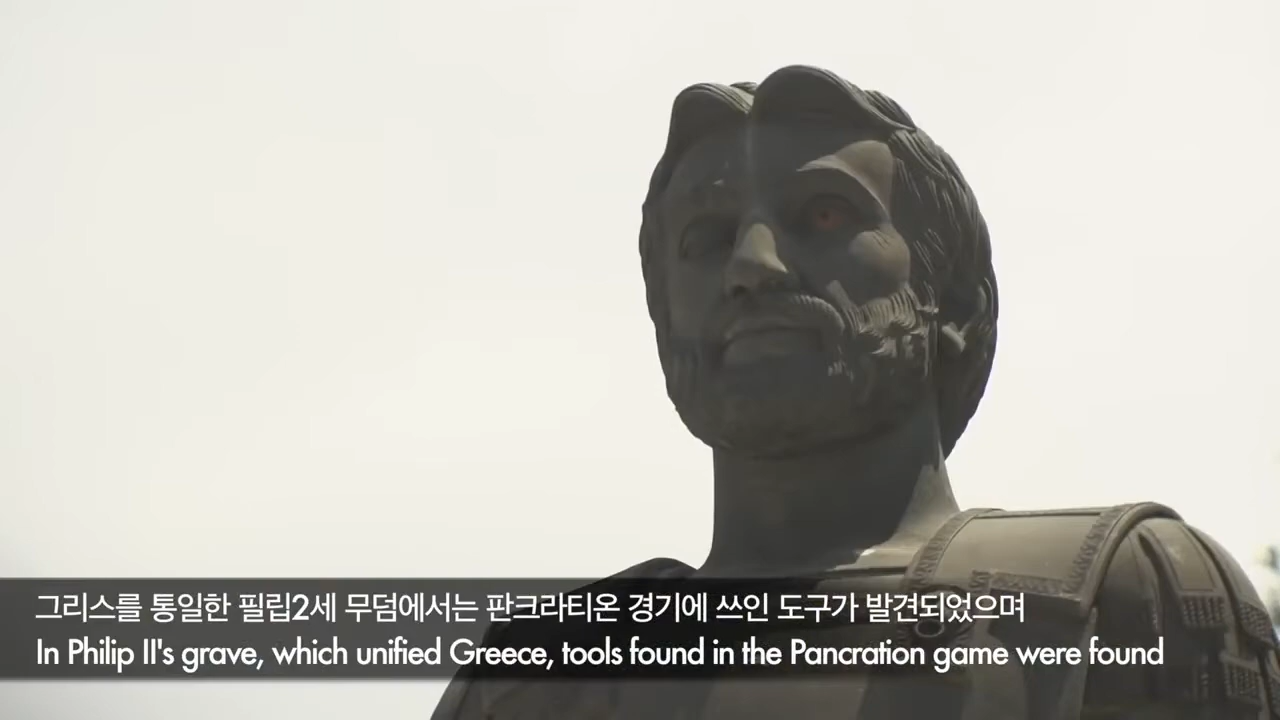 그리스를 통일한 필립2세 무덤에서는 판크라티온 경기에 쓰인 도구가 발견되었으며
In Philip II's grave, which unified Greece, tools found in the Pancration game were found